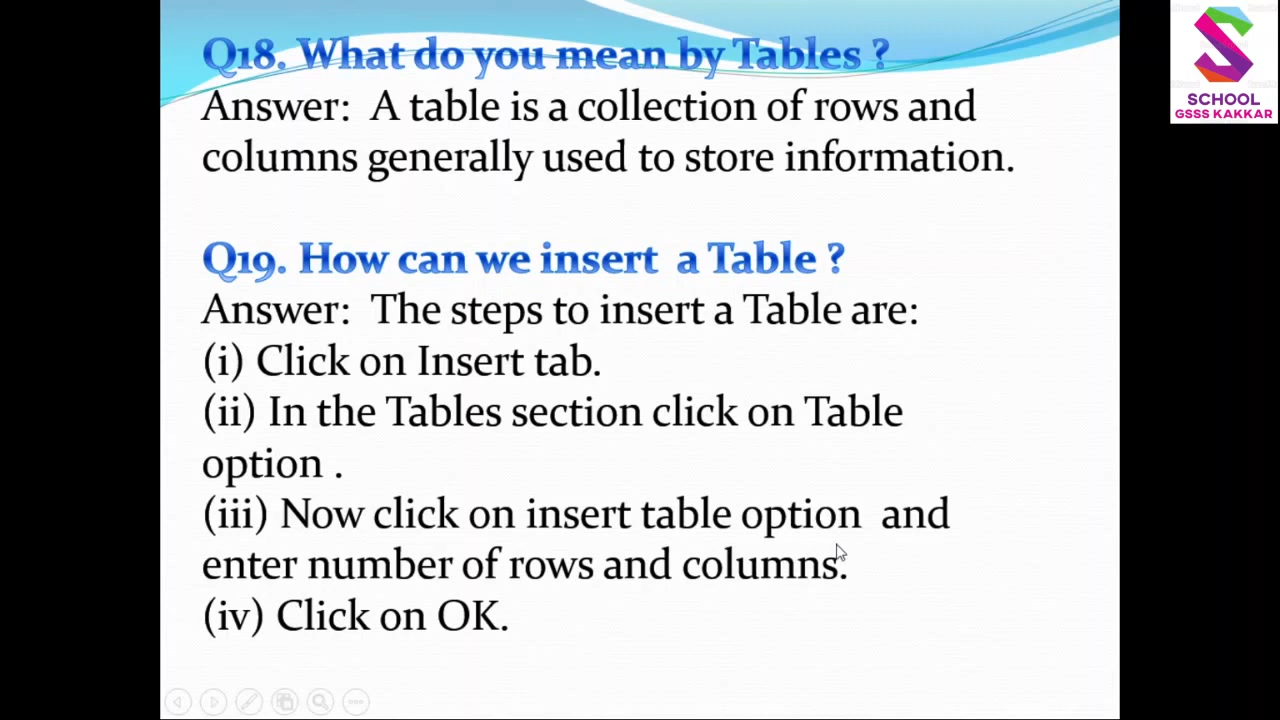 Q18. What do you mean by Tables ?
Answer:  A table is a collection of rows and
columns generally used to store information.
Q19. How can we insert  a Table ?
Answer:  The steps to insert a Table are:
(i) Click on Insert tab.
(ii) In the Tables section click on Table
option .
(iii) Now click on insert table option  and
enter number of rows and columns.
(iv) Click on OK.
SCHOOL
GSSS KAKKAR